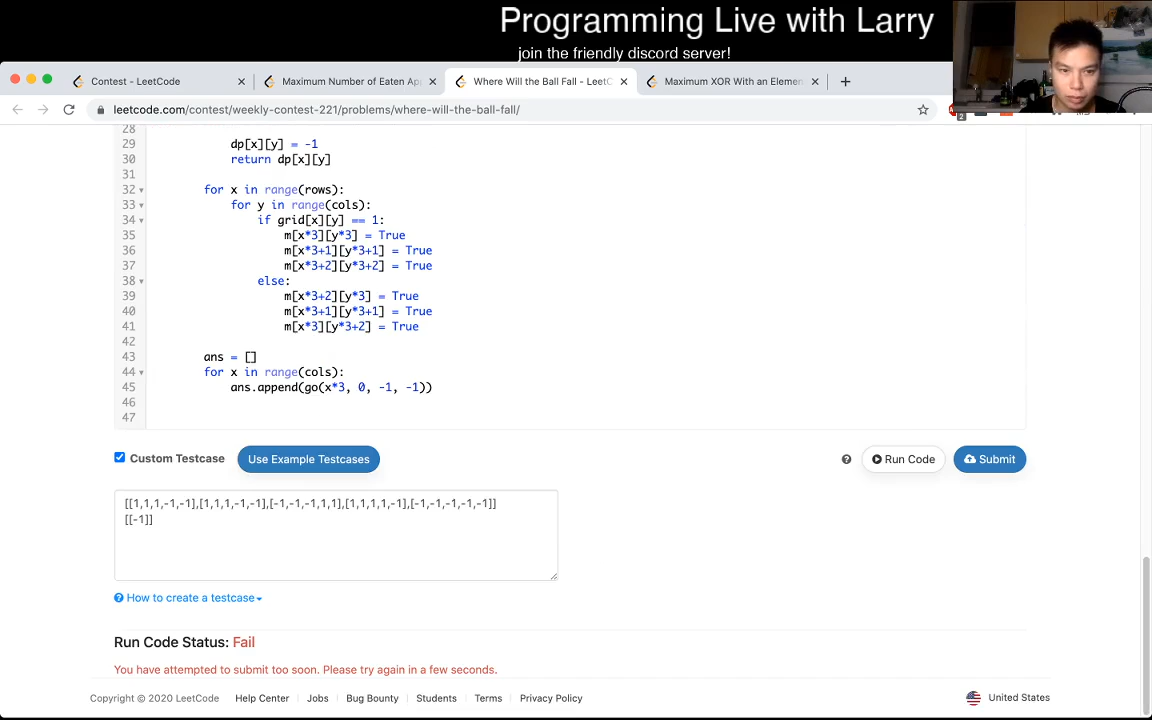 Programming Live with Larry
join the friendly discord server!
Contest - LeetCode
Maximum Number of Eaten Ap
Where Will the Ball Fall - LeetC
Maximum XOR With an Elemen
leetcode.com/contest/weekly-contest-221/problems/where-will-the-ball-fall/
2
28
29 dp[x][y] = -1
30 return dp[x][y]
31
32 for x in range(rows):
33 for y in range(cols):
34 if grid[x][y] == 1:
35 m[x*3][y*3] = True
36 m[x*3+1][y*3+1] = True
37 m[x*3+2][y*3+2] = True
38 else:
39 m[x*3+2][y*3] = True
40 m[x*3+1][y*3+1] = True
41 m[x*3][y*3+2] = True
42
43 ans = []
44 for x in range(cols):
45 ans.append(go(x*3, 0, -1, -1))
46
47
Custom Testcase
Use Example Testcases
Run Code
Submit
[[1,1,1,-1,-1],[1,1,1,-1,-1],[-1,-1,-1,1,1],[1,1,1,1,-1],[-1,-1,-1,-1,-1]]
[[-1]]
How to create a testcase
Run Code Status: Fail
You have attempted to submit too soon. Please try again in a few seconds.
Copyright © 2020 LeetCode
Help Center
Jobs
Bug Bounty
Students
Terms
Privacy Policy
United States